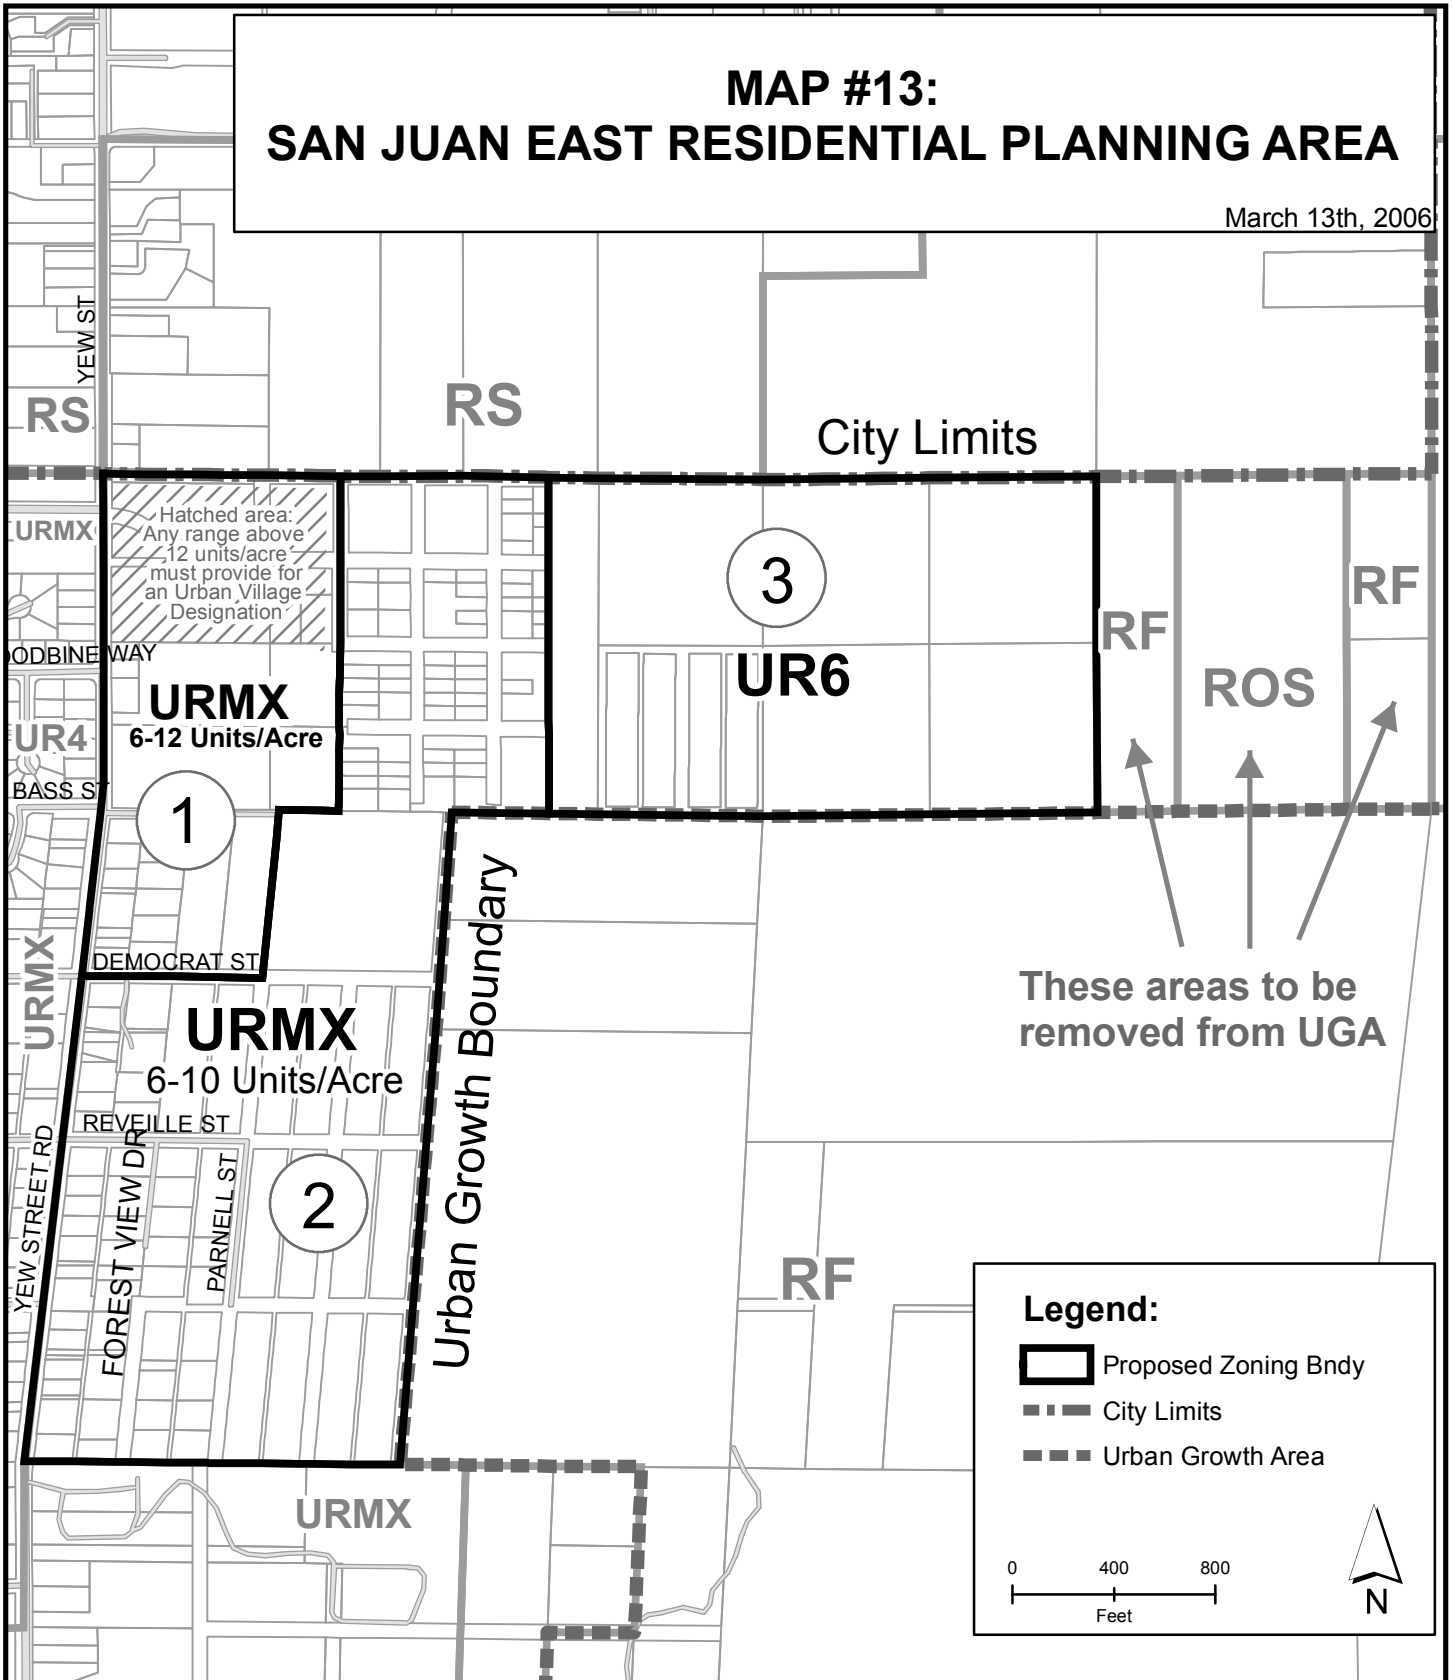 MAP #13:
SAN JUAN EAST RESIDENTIAL PLANNING AREA
March 13th, 2006
YEW ST
RS
RS
City Limits
URMX
Hatched area:
Any range above
12 units/acre
must provide for
an Urban Village
Designation
3
UR6
RF
ROS
RF
OODBINE WAY
URMX
6-12 Units/Acre
UR4
BASS ST
1
Urban Growth Boundary
These areas to be
removed from UGA
DEMOCRAT ST
URMX
URMX
6-10 Units/Acre
REVEILLE ST
YEW STREET RD
FOREST VIEW DR
PARNELL ST
2
RF
URMX
Legend:
Proposed Zoning Bndy
City Limits
Urban Growth Area
0 400 800
Feet
N